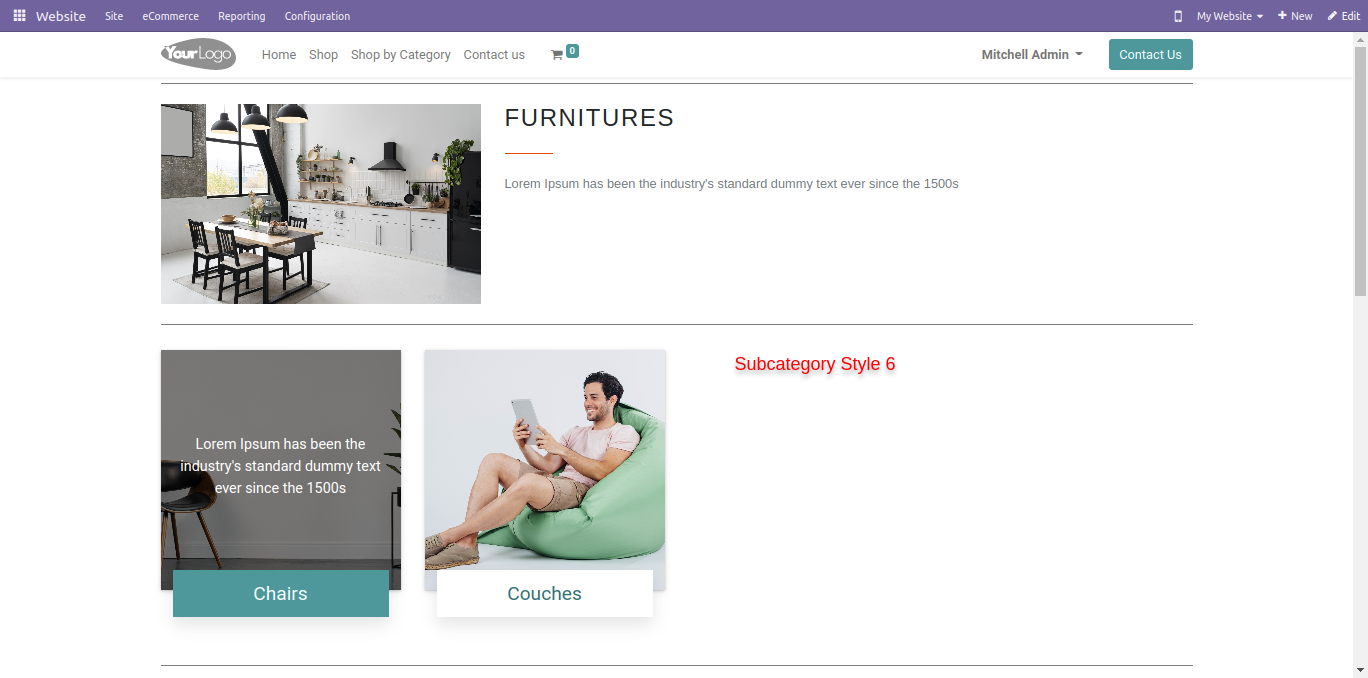 Website Site eCommerce Reporting Configuration My Website New Edit
YourLogo Home Shop Shop by Category Contact us 0 Mitchell Admin Contact Us
FURNITURES
Lorem Ipsum has been the industry's standard dummy text ever since the 1500s
Subcategory Style 6
Lorem Ipsum has been the
industry's standard dummy text
ever since the 1500s
Chairs
Couches